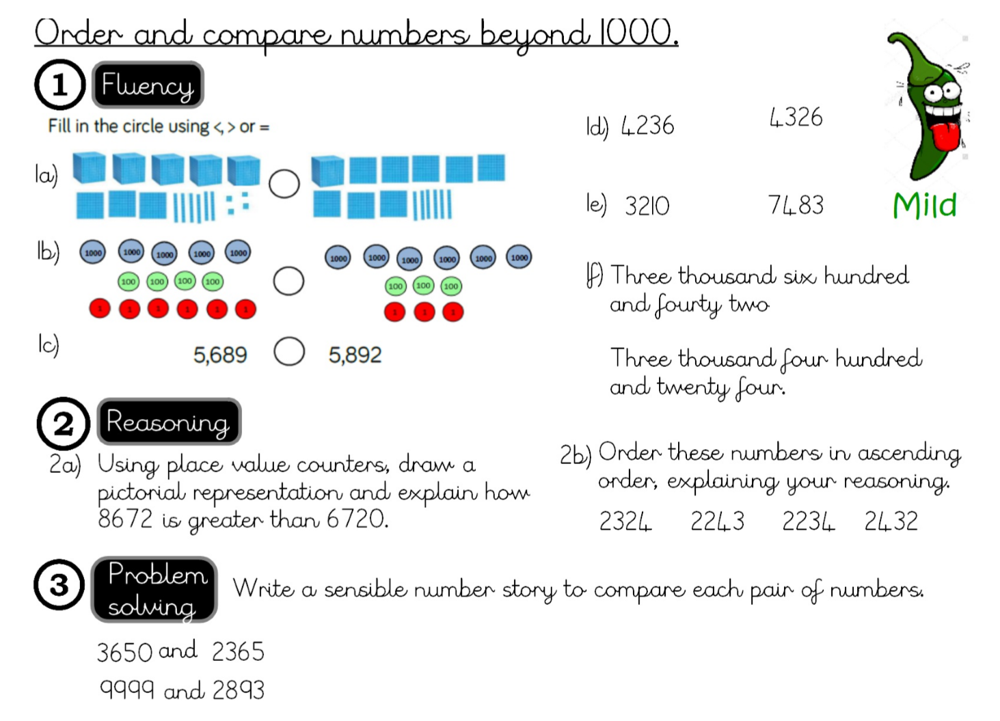 Order and compare numbers beyond 1000.
1 Fluency
Fill in the circle using <, > or =
1a)
1b) 1000 1000 1000 1000 1000 1000 1000 1000 1000 1000 1000
100 100 100 100 100 100 100
1 1 1 1 1 1 1 1 1
1c) 5,689 5,892
1d) 4236 4326
1e) 3210 7483
1f) Three thousand six hundred
and fourty two
Three thousand four hundred
and twenty four.
Mild
2 Reasoning
2a) Using place value counters, draw a
pictorial representation and explain how
8672 is greater than 6720.
2b) Order these numbers in ascending
order, explaining your reasoning.
2324 2243 2234 2432
3 Problem
solving
Write a sensible number story to compare each pair of numbers.
3650 and 2365
9999 and 2893